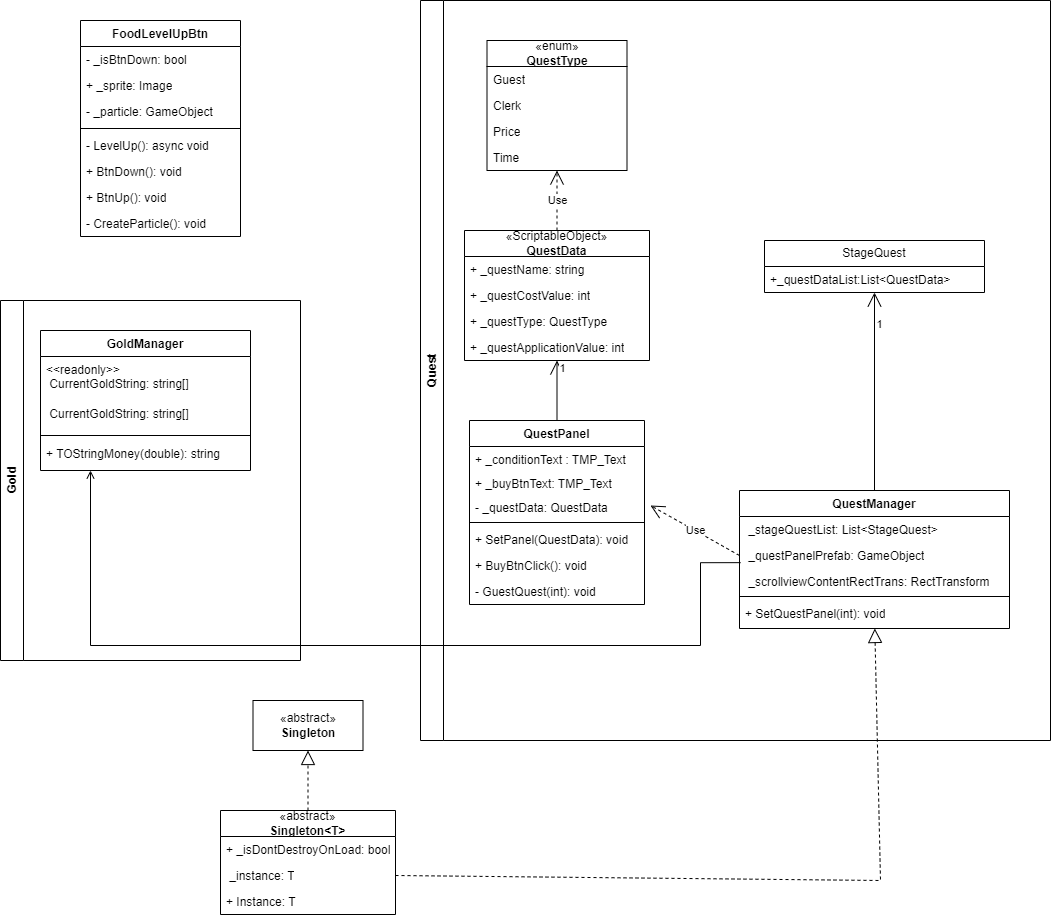 FoodLevelUpBtn
- _isBtnDown: bool
+ _sprite: Image
- _particle: GameObject
- LevelUp(): async void
+ BtnDown(): void
+ BtnUp(): void
- CreateParticle(): void
Gold
GoldManager
<<readonly>>
CurrentGoldString: string[]
CurrentGoldString: string[]
+ TOStringMoney(double): string
Quest
«enum»
QuestType
Guest
Clerk
Price
Time
Use
«ScriptableObject»
QuestData
+ _questName: string
+ _questCostValue: int
+ _questType: QuestType
+ _questApplicationValue: int
1
QuestPanel
+ _conditionText : TMP_Text
+ _buyBtnText: TMP_Text
- _questData: QuestData
+ SetPanel(QuestData): void
+ BuyBtnClick(): void
- GuestQuest(int): void
StageQuest
+_questDataList:List<QuestData>
1
Use
QuestManager
_stageQuestList: List<StageQuest>
_questPanelPrefab: GameObject
_scrollviewContentRectTrans: RectTransform
+ SetQuestPanel(int): void
«abstract»
Singleton
«abstract»
Singleton<T>
+ _isDontDestroyOnLoad: bool
_instance: T
+ Instance: T